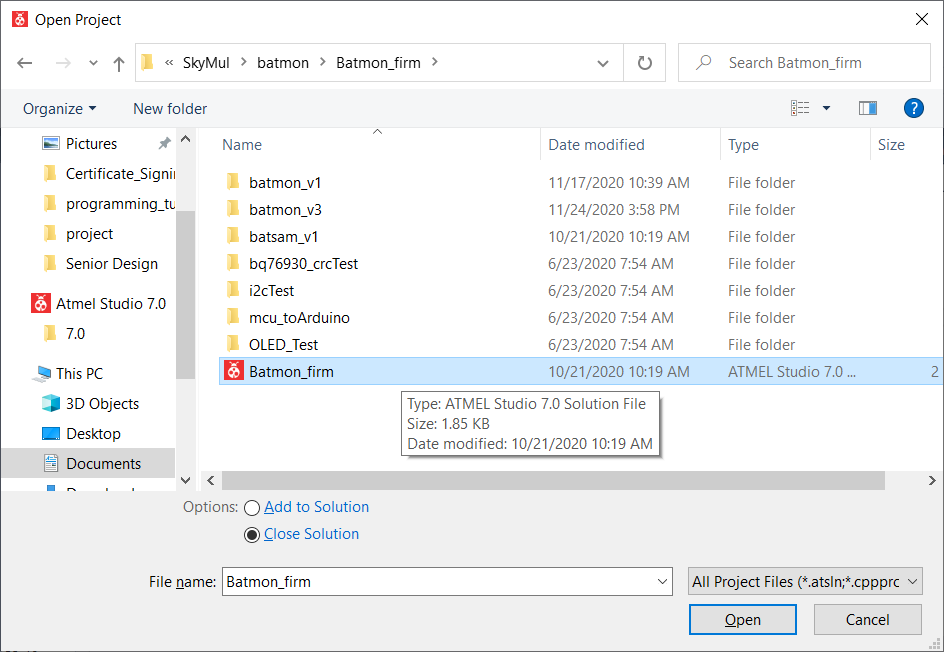 Open Project
« SkyMul > batmon > Batmon_firm >
Search Batmon_firm
Organize
New folder
?
Pictures
Certificate_Signi
programming_tu
project
Senior Design
Atmel Studio 7.0
7.0
This PC
3D Objects
Desktop
Documents
Name Date modified Type Size
batmon_v1 11/17/2020 10:39 AM File folder
batmon_v3 11/24/2020 3:58 PM File folder
batsam_v1 10/21/2020 10:19 AM File folder
bq76930_crcTest 6/23/2020 7:54 AM File folder
i2cTest 6/23/2020 7:54 AM File folder
mcu_toArduino 6/23/2020 7:54 AM File folder
OLED_Test 6/23/2020 7:54 AM File folder
Batmon_firm 10/21/2020 10:19 AM ATMEL Studio 7.0 ... 2
Type: ATMEL Studio 7.0 Solution File
Size: 1.85 KB
Date modified: 10/21/2020 10:19 AM
Options: Add to Solution
Close Solution
File name: Batmon_firm
All Project Files (*.atsln;*.cppprc
Open
Cancel